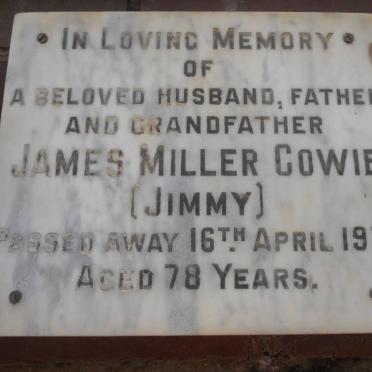 IN LOVING MEMORY
OF
A BELOVED HUSBAND, FATHER
AND GRANDFATHER
JAMES MILLER COWIE
(JIMMY)
PASSED AWAY 16TH. APRIL
AGED 78 YEARS.